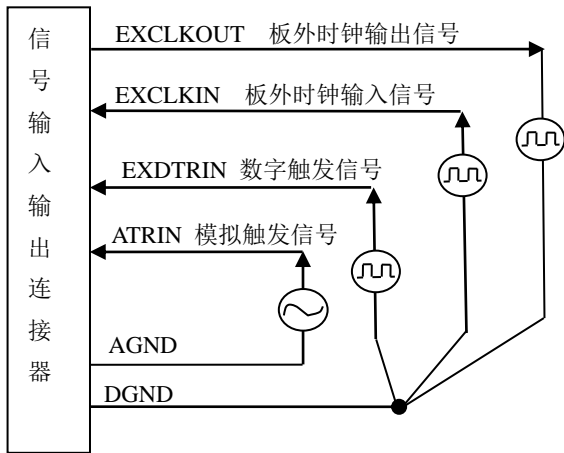 信号输入输出连接器
EXCLKOUT 板外时钟输出信号
EXCLKIN 板外时钟输入信号
EXDTRIN 数字触发信号
ATRIN 模拟触发信号
AGND
DGND